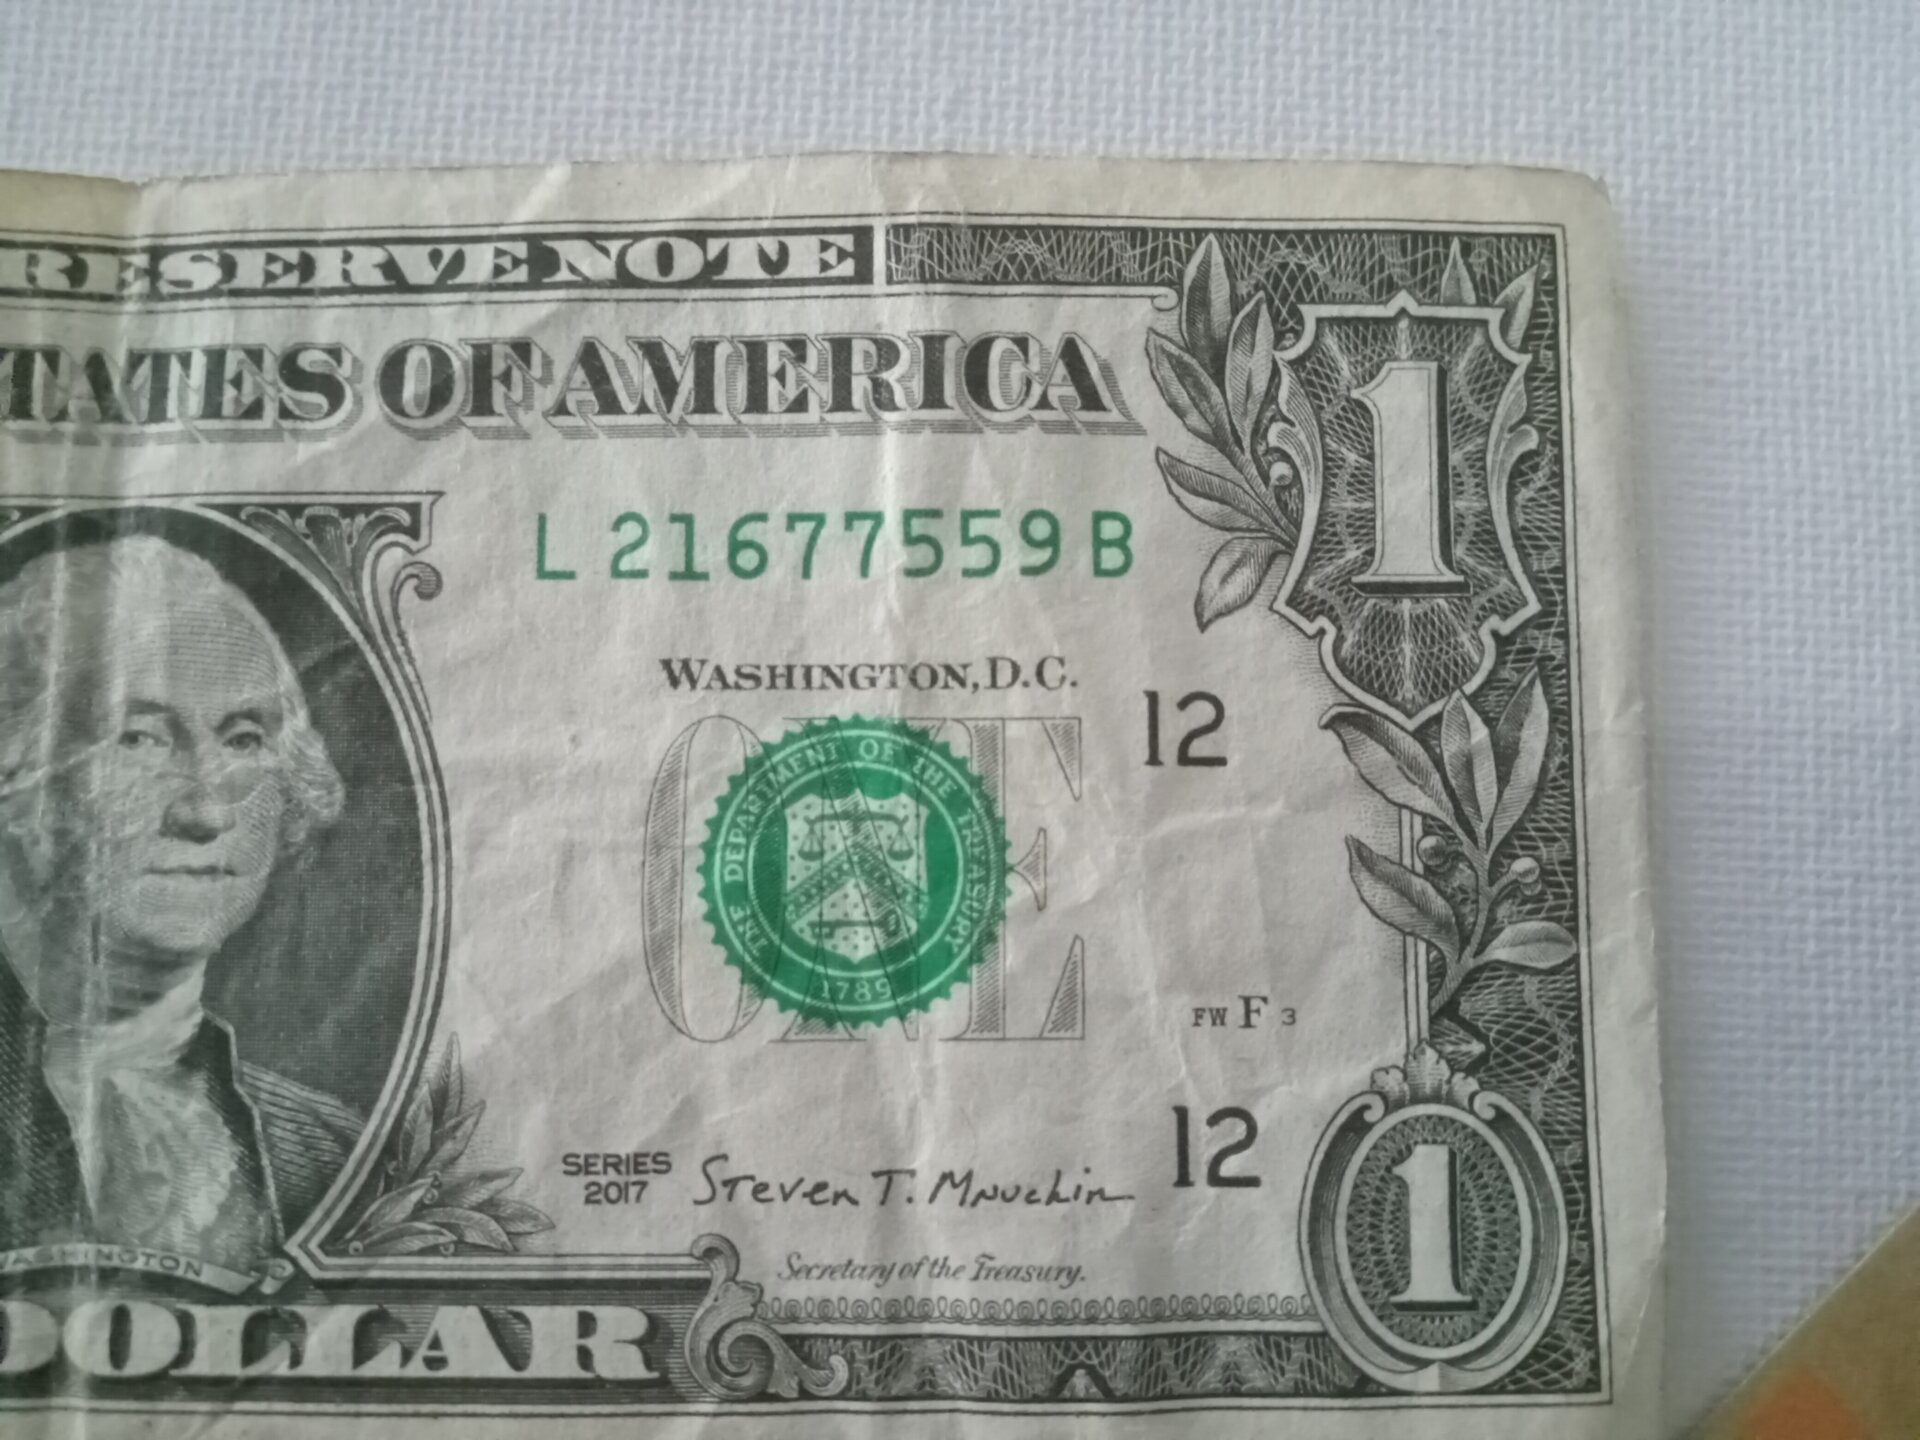 RESERVE NOTE
TATES OF AMERICA
1
L 21677559 B
WASHINGTON, D.C.
12
ONE
THE DEPARTMENT OF THE TREASURY
1789
FW F 3
12
SERIES
2017
Steven T. Mnuchin
Secretary of the Treasury.
WASHINGTON
DOLLAR
1